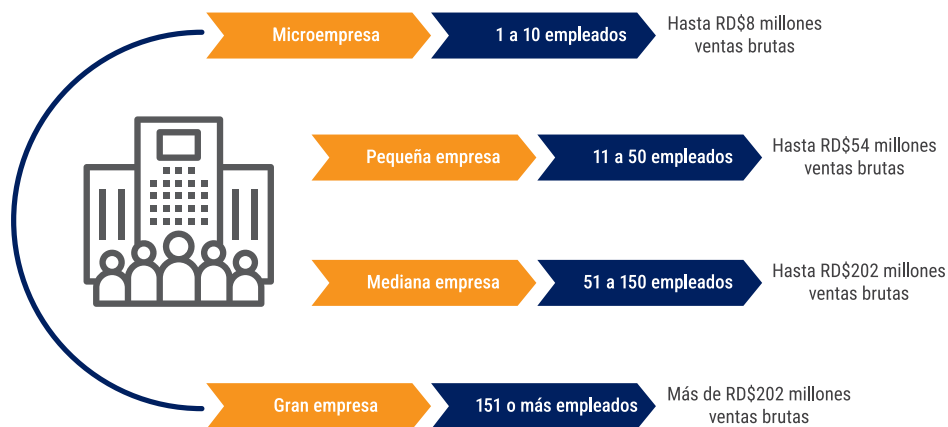 Microempresa
1 a 10 empleados
Hasta RD$8 millones
ventas brutas
Pequeña empresa
11 a 50 empleados
Hasta RD$54 millones
ventas brutas
Mediana empresa
51 a 150 empleados
Hasta RD$202 millones
ventas brutas
Gran empresa
151 o más empleados
Más de RD$202 millones
ventas brutas